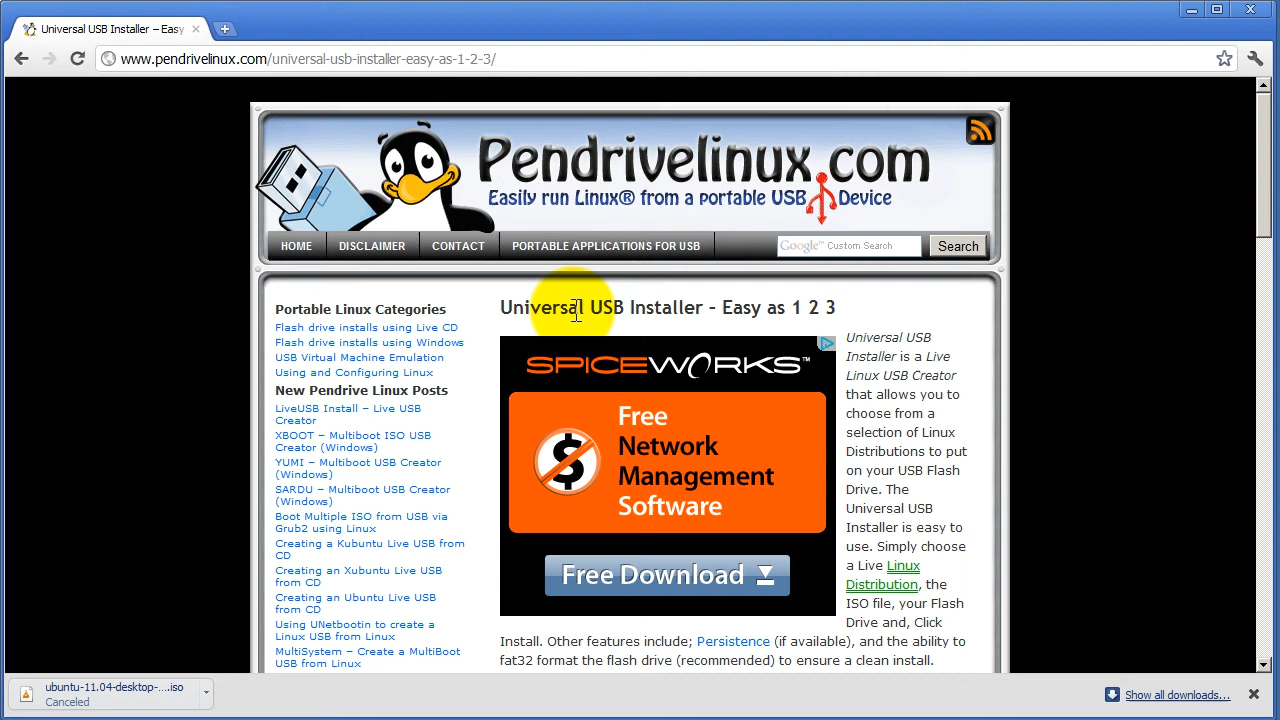 Universal USB Installer – Easy
www.pendrivelinux.com/universal-usb-installer-easy-as-1-2-3/
Pendrivelinux.com
Easily run Linux® from a portable USB Device
HOME
DISCLAIMER
CONTACT
PORTABLE APPLICATIONS FOR USB
Google™ Custom Search
Search
Portable Linux Categories
Flash drive installs using Live CD
Flash drive installs using Windows
USB Virtual Machine Emulation
Using and Configuring Linux
New Pendrive Linux Posts
LiveUSB Install – Live USB
Creator
XBOOT – Multiboot ISO USB
Creator (Windows)
YUMI – Multiboot USB Creator
(Windows)
SARDU – Multiboot USB Creator
(Windows)
Boot Multiple ISO from USB via
Grub2 using Linux
Creating a Kubuntu Live USB from
CD
Creating an Xubuntu Live USB
from CD
Creating an Ubuntu Live USB
from CD
Using UNetbootin to create a
Linux USB from Linux
MultiSystem – Create a MultiBoot
USB from Linux
Universal USB Installer – Easy as 1 2 3
SPICEWORKS™
Free
Network
Management
Software
Free Download
Universal USB
Installer is a Live
Linux USB Creator
that allows you to
choose from a
selection of Linux
Distributions to put
on your USB Flash
Drive. The
Universal USB
Installer is easy to
use. Simply choose
a Live Linux
Distribution, the
ISO file, your Flash
Drive and, Click
Install. Other features include; Persistence (if available), and the ability to
fat32 format the flash drive (recommended) to ensure a clean install.
ubuntu-11.04-desktop-....iso
Canceled
Show all downloads...